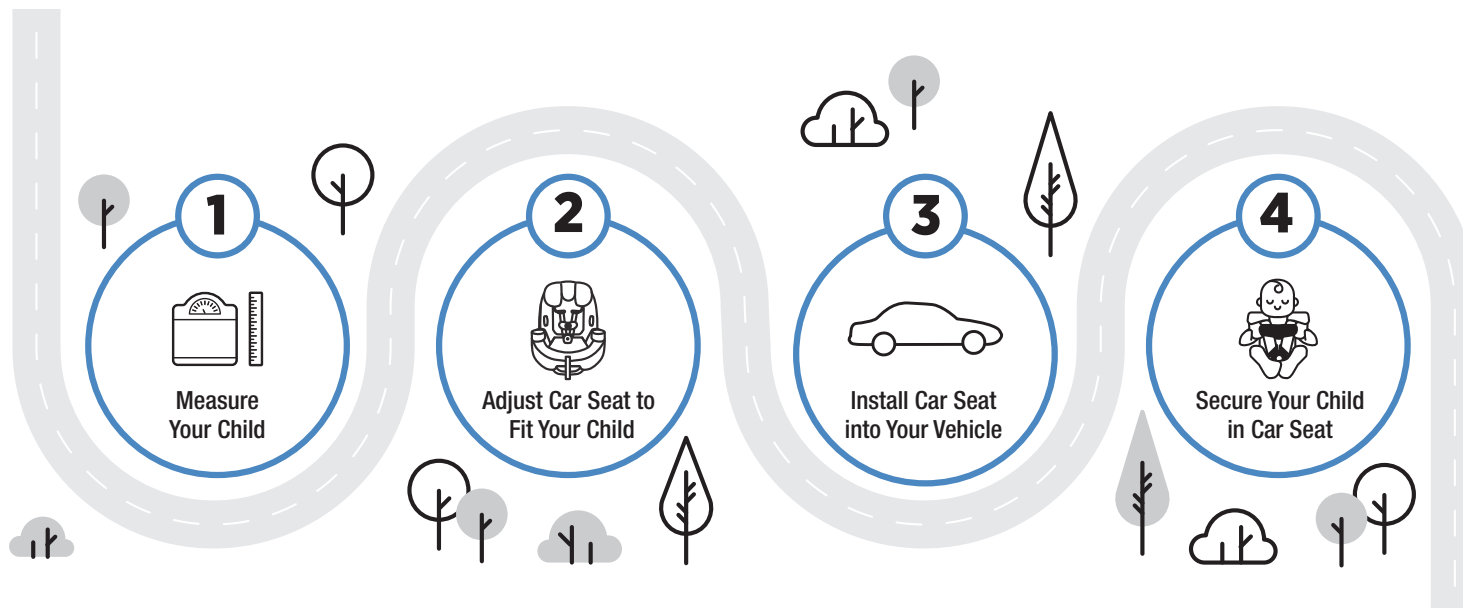 1
Measure
Your Child
2
Adjust Car Seat to
Fit Your Child
3
Install Car Seat
into Your Vehicle
4
Secure Your Child
in Car Seat